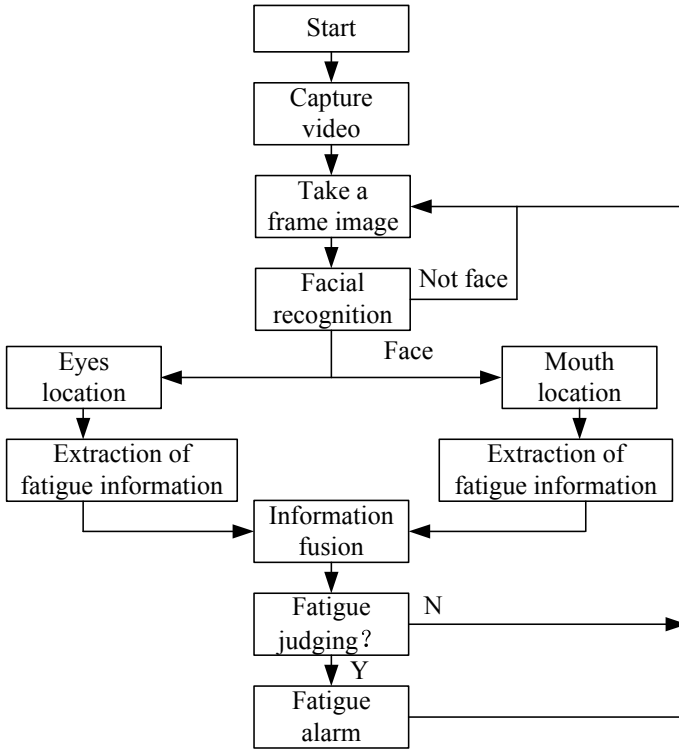 Start
Capture
video
Take a
frame image
Facial
recognition
Not face
Face
Eyes
location
Mouth
location
Extraction of
fatigue information
Extraction of
fatigue information
Information
fusion
Fatigue
judging？
N
Y
Fatigue
alarm